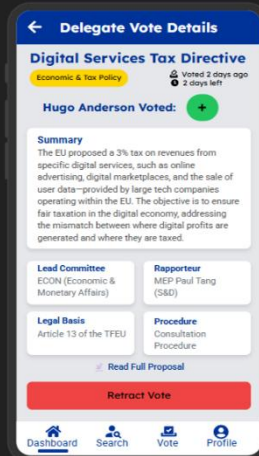 Delegate Vote Details
Digital Services Tax Directive
Economic & Tax Policy
Voted 2 days ago
2 days left
Hugo Anderson Voted: +
Summary
The EU proposed a 3% tax on revenues from
specific digital services, such as online
advertising, digital marketplaces, and the sale of
user data—provided by large tech companies
operating within the EU. The objective is to ensure
fair taxation in the digital economy, addressing
the mismatch between where digital profits are
generated and where they are taxed.
Lead Committee
ECON (Economic &
Monetary Affairs)
Rapporteur
MEP Paul Tang
(S&D)
Legal Basis
Article 13 of the TFEU
Procedure
Consultation
Procedure
Read Full Proposal
Retract Vote
Dashboard Search Vote Profile